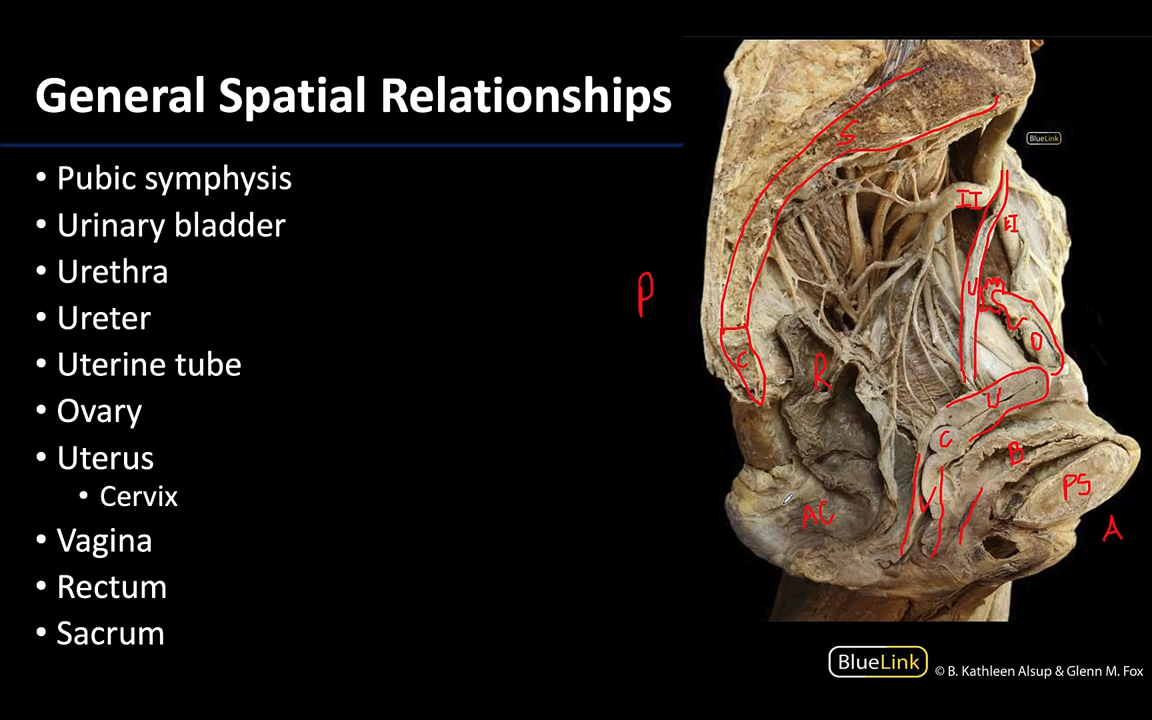 General Spatial Relationships
• Pubic symphysis
• Urinary bladder
• Urethra
• Ureter
• Uterine tube
• Ovary
• Uterus
• Cervix
• Vagina
• Rectum
• Sacrum
S
BlueLink
II
EI
P
U
U
O
C
R
U
C
B
PS
V
AC
A
BlueLink
© B. Kathleen Alsup & Glenn M. Fox